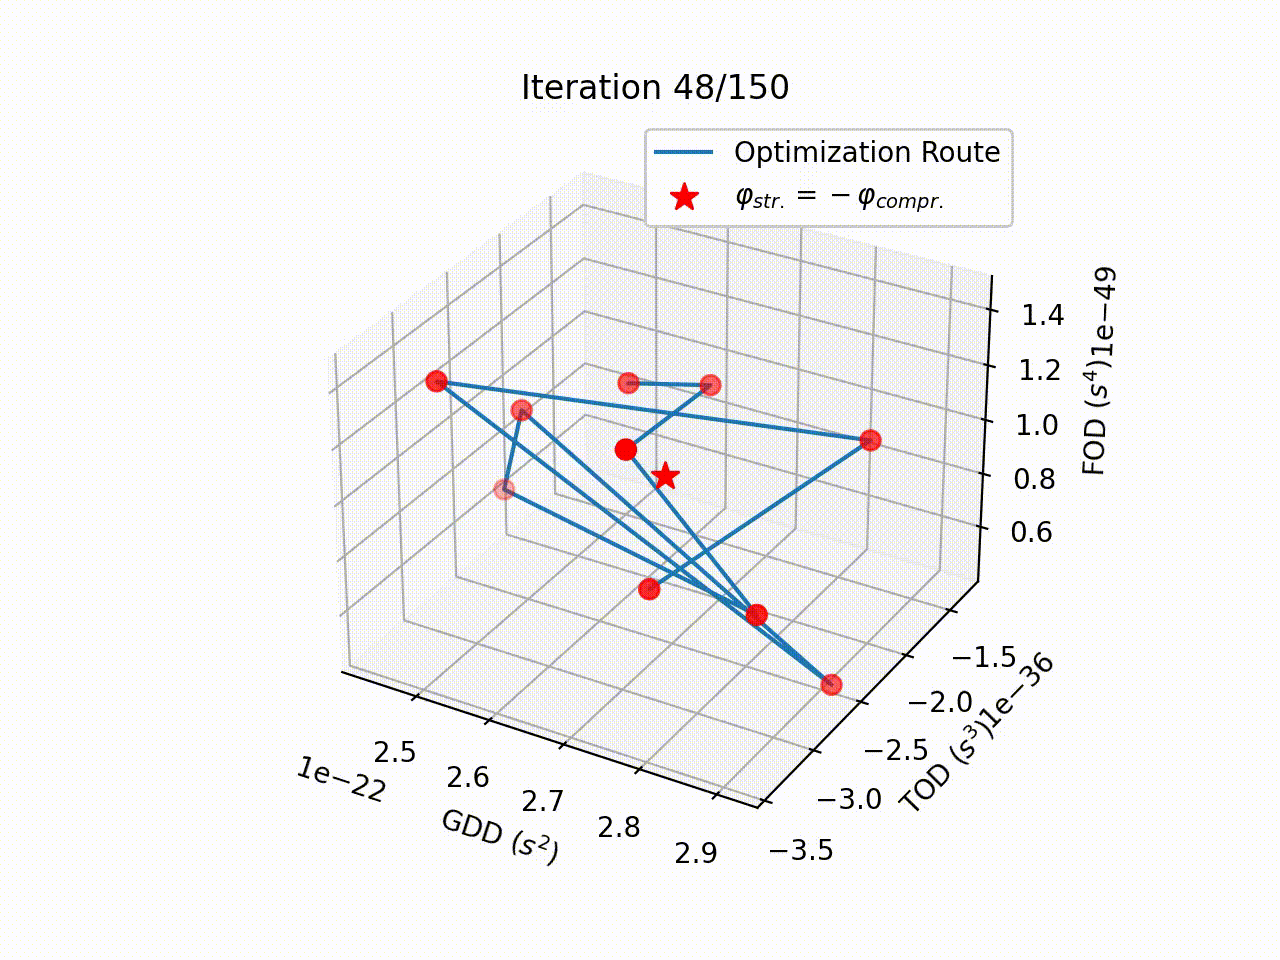 Iteration 48/150
Optimization Route
φstr. = −φcompr.
1.4
1.2
1.0
0.8
0.6
FOD (s⁴)1e−49
−1.5
−2.0
−2.5
−3.0
−3.5
TOD (s³)1e−36
2.5
2.6
2.7
2.8
2.9
1e−22
GDD (s²)